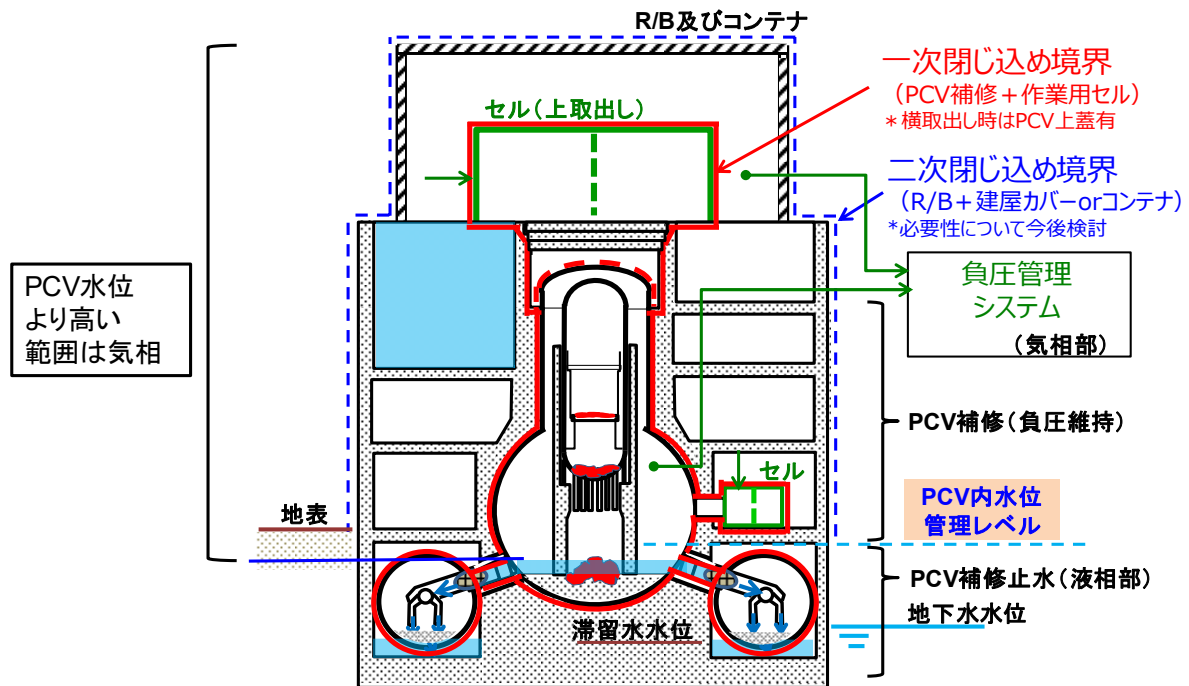 R/B及びコンテナ
一次閉じ込め境界
（PCV補修＋作業用セル）
＊横取出し時はPCV上蓋有
セル（上取出し）
二次閉じ込め境界
（R/B＋建屋カバーorコンテナ）
*必要性について今後検討
負圧管理
システム
（気相部）
PCV水位
より高い
範囲は気相
PCV補修（負圧維持）
セル
PCV内水位
管理レベル
地表
PCV補修止水（液相部）
地下水水位
滞留水水位